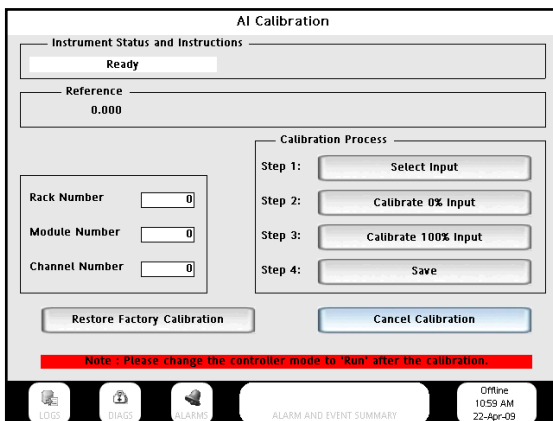 AI Calibration
Instrument Status and Instructions
Ready
Reference
0.000
Calibration Process
Step 1: Select Input
Rack Number 0
Step 2: Calibrate 0% Input
Module Number 0
Step 3: Calibrate 100% Input
Channel Number 0
Step 4: Save
Restore Factory Calibration
Cancel Calibration
Note : Please change the controller mode to 'Run' after the calibration.
LOGS
DIAGS
ALARMS
ALARM AND EVENT SUMMARY
Offline
10:59 AM
22-Apr-09